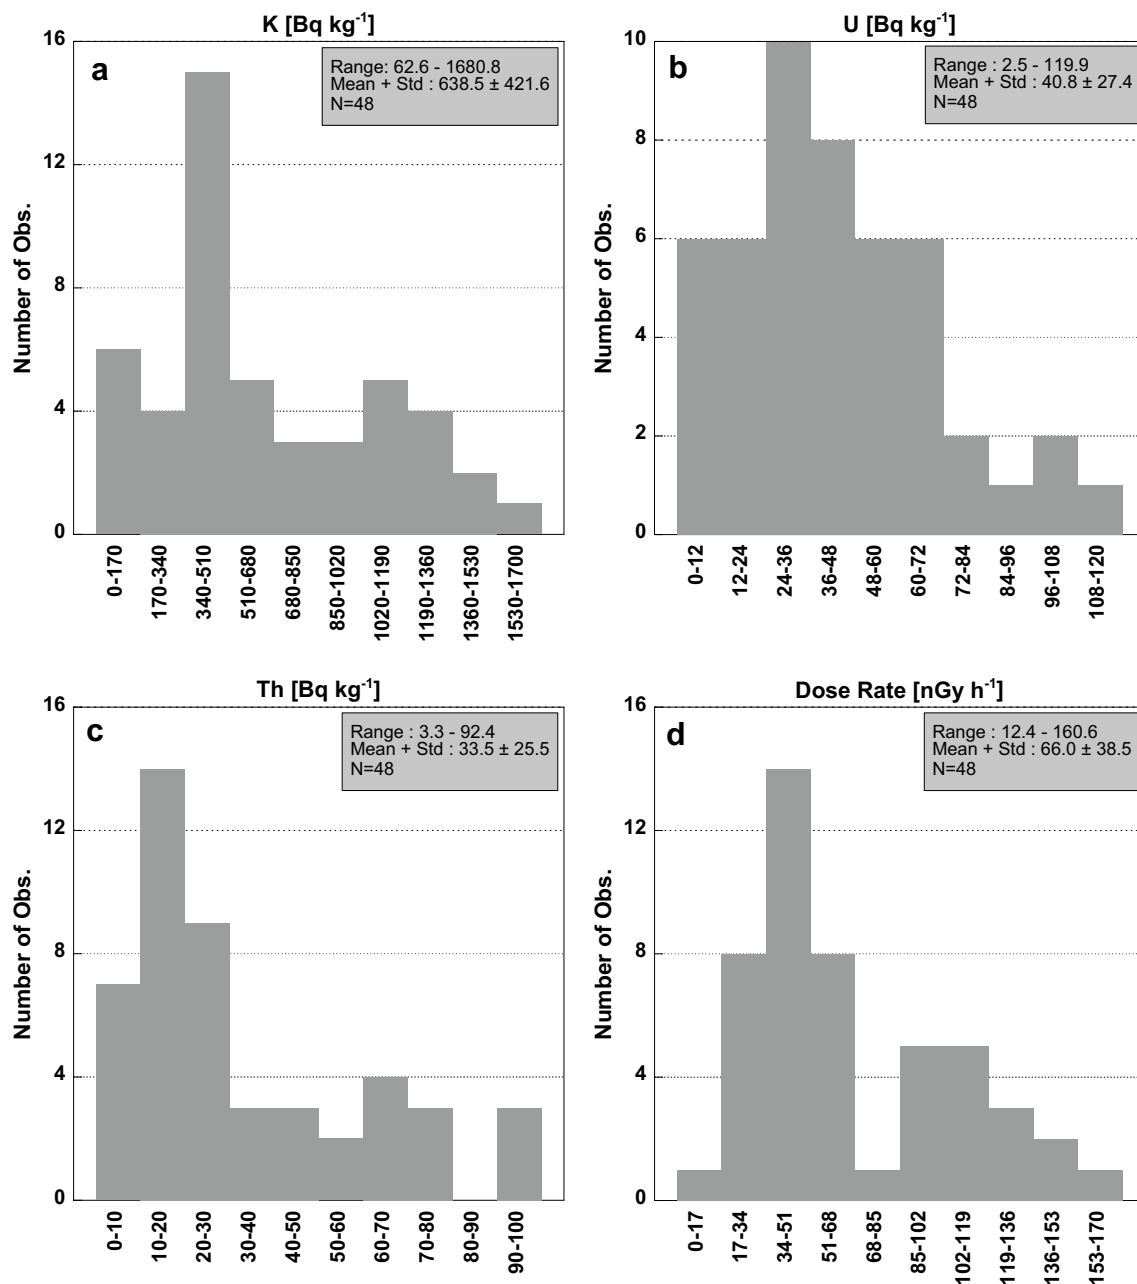 K [Bq kg-1]
a
Range: 62.6 - 1680.8
Mean + Std : 638.5 ± 421.6
N=48
Number of Obs.
16
12
8
4
0
0-170
170-340
340-510
510-680
680-850
850-1020
1020-1190
1190-1360
1360-1530
1530-1700
U [Bq kg-1]
b
Range : 2.5 - 119.9
Mean + Std : 40.8 ± 27.4
N=48
Number of Obs.
10
8
6
4
2
0
0-12
12-24
24-36
36-48
48-60
60-72
72-84
84-96
96-108
108-120
Th [Bq kg-1]
c
Range : 3.3 - 92.4
Mean + Std : 33.5 ± 25.5
N=48
Number of Obs.
16
12
8
4
0
0-10
10-20
20-30
30-40
40-50
50-60
60-70
70-80
80-90
90-100
Dose Rate [nGy h-1]
d
Range : 12.4 - 160.6
Mean + Std : 66.0 ± 38.5
N=48
Number of Obs.
16
12
8
4
0
0-17
17-34
34-51
51-68
68-85
85-102
102-119
119-136
136-153
153-170